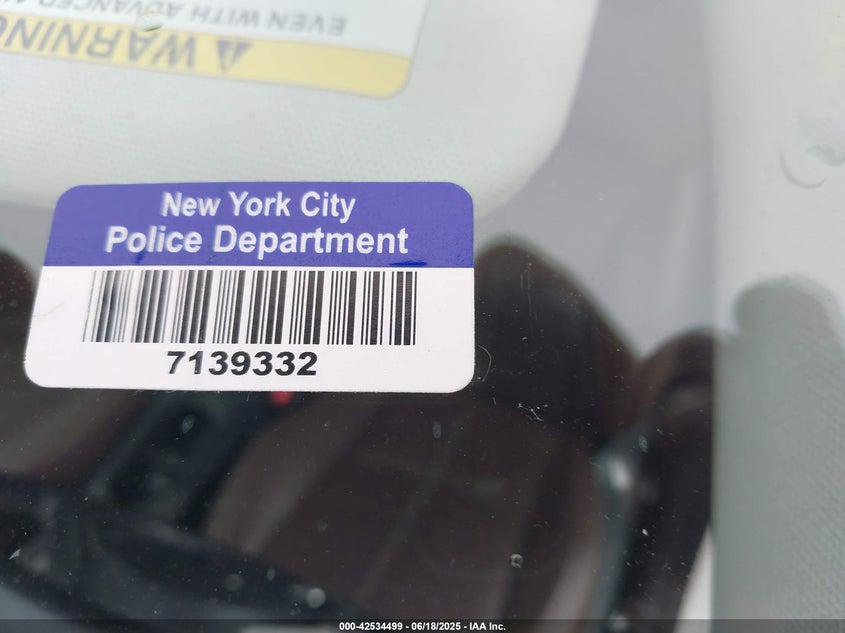 EVEN WITH ADVANCED
WARNING
New York City
Police Department
7139332
000-42534499 - 06/18/2025 - IAA Inc.